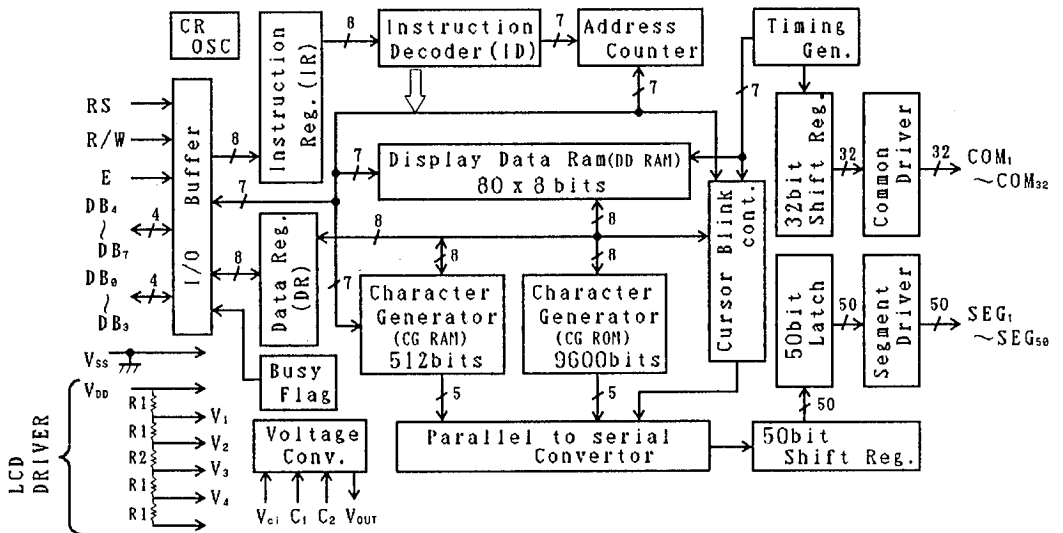 CR
OSC
Instruction
Reg. (IR)
8
Instruction
Decoder(ID)
7
Address
Counter
Timing
Gen.
7
7
RS
R/W
E
DB₄
~
DB₇
4
DB₀
~
DB₃
4
I/O Buffer
8
7
8
7
Display Data Ram(DD RAM)
80 x 8 bits
8
8
8
8
7
Data Reg.
(DR)
Busy
Flag
Character
Generator
(CG RAM)
512bits
5
Character
Generator
(CG ROM)
9600bits
5
Cursor Blink
cont.
32bit
Shift Reg.
32
Common
Driver
32
COM₁
~COM₃₂
50bit
Latch
50
Segment
Driver
50
SEG₁
~SEG₅₀
50
Parallel to serial
Convertor
50bit
Shift Reg.
Voltage
Conv.
Vci
C₁
C₂
VOUT
VSS
VDD
R1
V₁
R1
V₂
R2
V₃
R1
V₄
R1
LCD
DRIVER